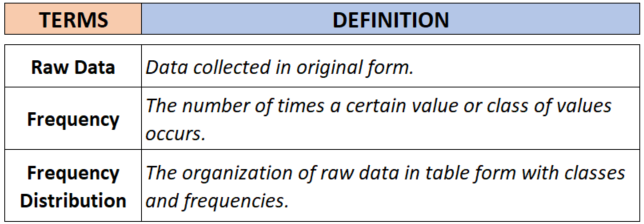 TERMS DEFINITION
Raw Data Data collected in original form.
Frequency The number of times a certain value or class of values
occurs.
Frequency Distribution The organization of raw data in table form with classes
and frequencies.